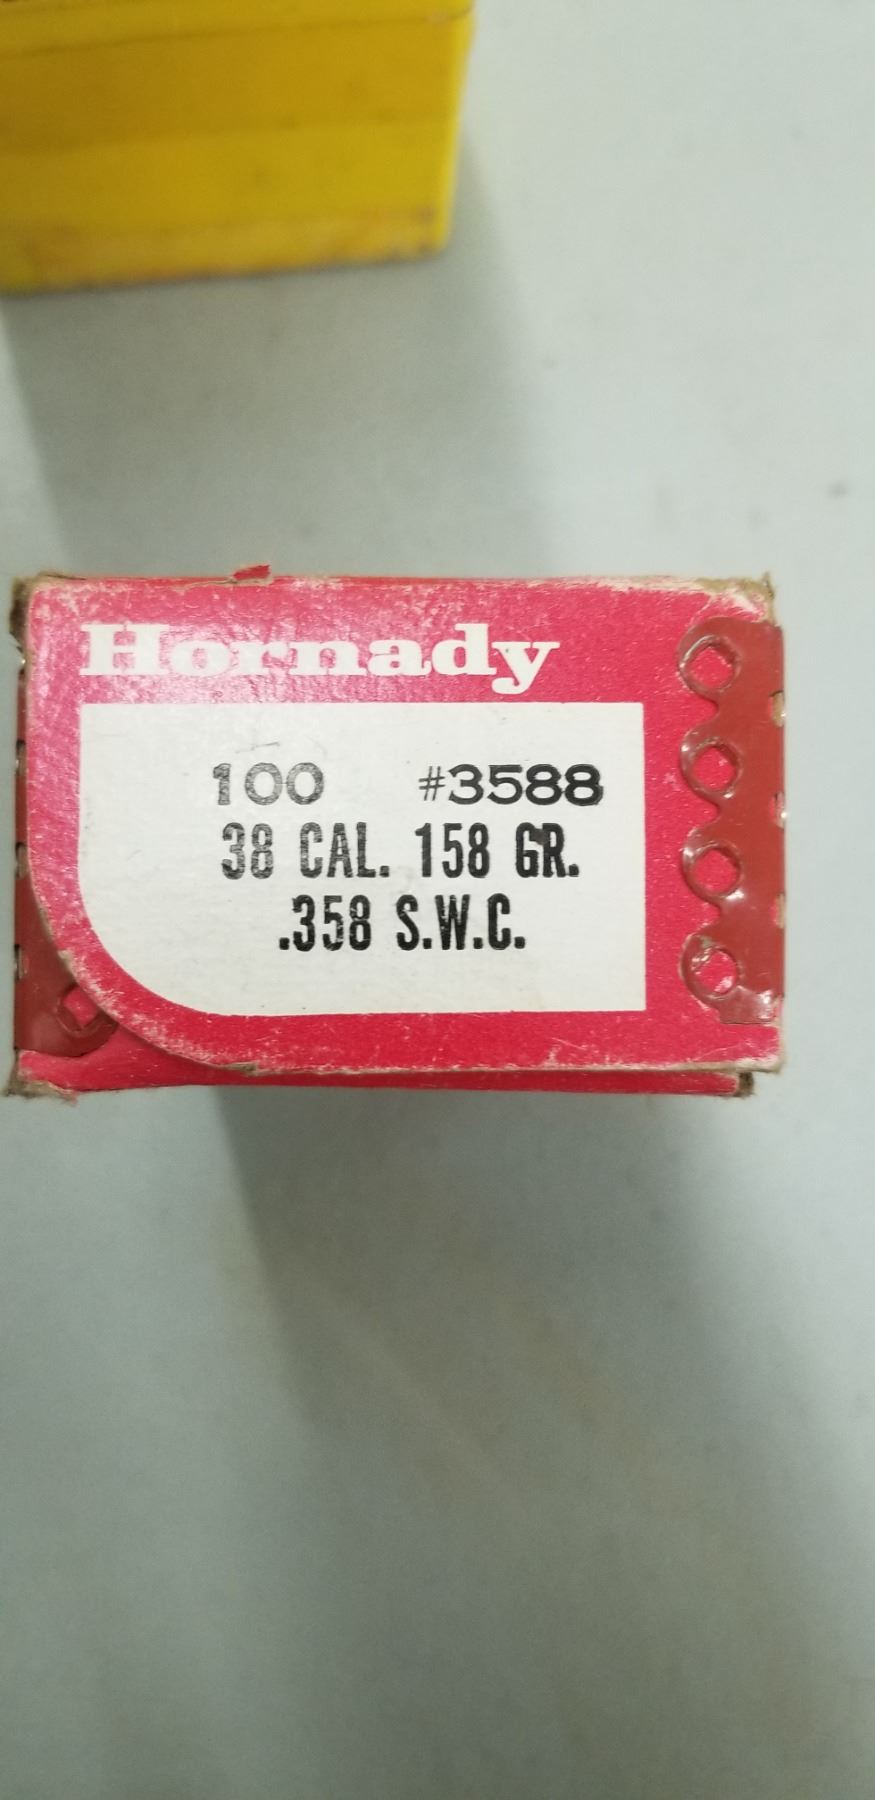 Hornady
100 #3588
38 CAL. 158 GR.
.358 S.W.C.